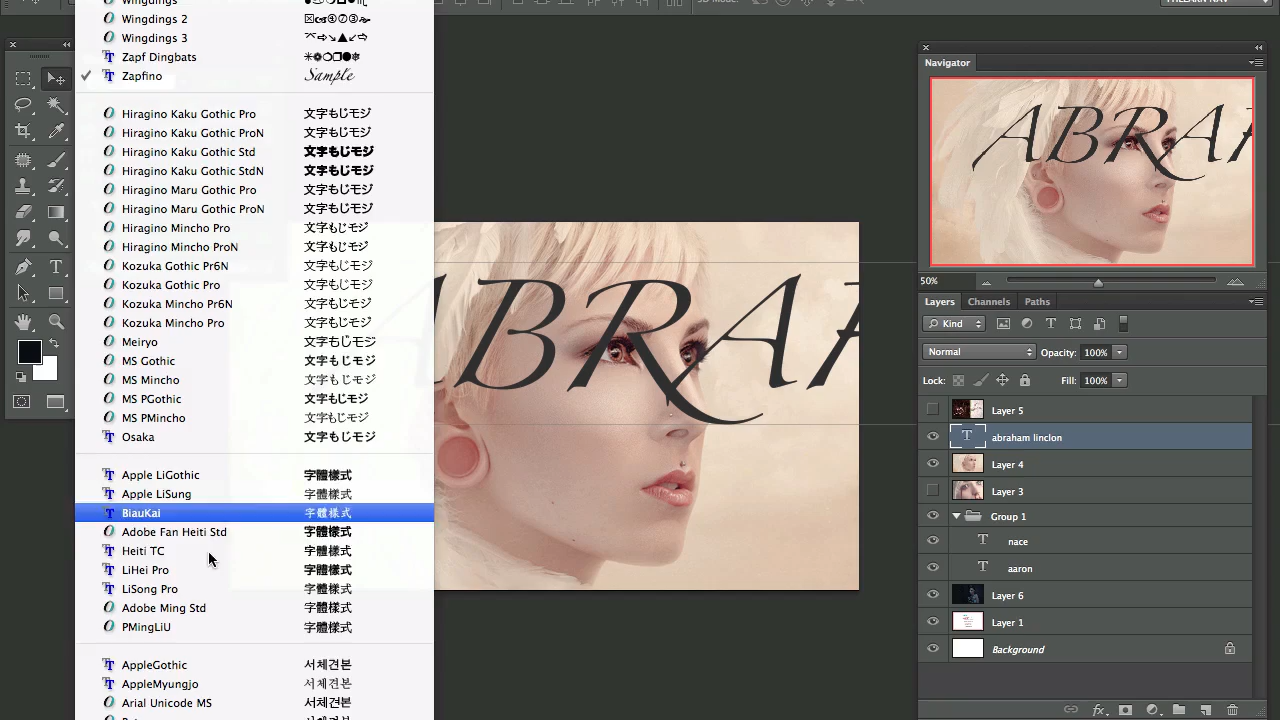 Wingdings
Wingdings 2
Wingdings 3
Zapf Dingbats
Zapfino Sample
Hiragino Kaku Gothic Pro 文字もじモジ
Hiragino Kaku Gothic ProN 文字もじモジ
Hiragino Kaku Gothic Std 文字もじモジ
Hiragino Kaku Gothic StdN 文字もじモジ
Hiragino Maru Gothic Pro 文字もじモジ
Hiragino Maru Gothic ProN 文字もじモジ
Hiragino Mincho Pro 文字もじモジ
Hiragino Mincho ProN 文字もじモジ
Kozuka Gothic Pr6N 文字もじモジ
Kozuka Gothic Pro 文字もじモジ
Kozuka Mincho Pr6N 文字もじモジ
Kozuka Mincho Pro 文字もじモジ
Meiryo 文字もじモジ
MS Gothic 文字もじモジ
MS Mincho 文字もじモジ
MS PGothic 文字もじモジ
MS PMincho 文字もじモジ
Osaka 文字もじモジ
Apple LiGothic 字體樣式
Apple LiSung 字體樣式
BiauKai 字體樣式
Adobe Fan Heiti Std 字體樣式
Heiti TC 字體樣式
LiHei Pro 字體樣式
LiSong Pro 字體樣式
Adobe Ming Std 字體樣式
PMingLiU 字體樣式
AppleGothic 서체견본
AppleMyungjo 서체견본
Arial Unicode MS 서체견본
ABRA
Navigator
ABRA
50%
Layers Channels Paths
Kind
Normal Opacity: 100%
Lock: Fill: 100%
Layer 5
abraham linclon
Layer 4
Layer 3
Group 1
nace
aaron
Layer 6
Layer 1
Background